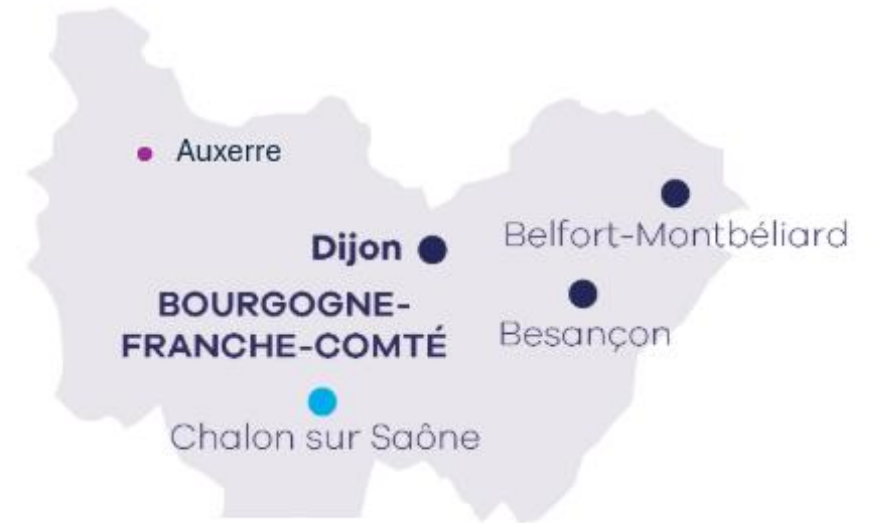 Auxerre
Dijon
Belfort-Montbéliard
BOURGOGNE-
FRANCHE-COMTÉ
Besançon
Chalon sur Saône